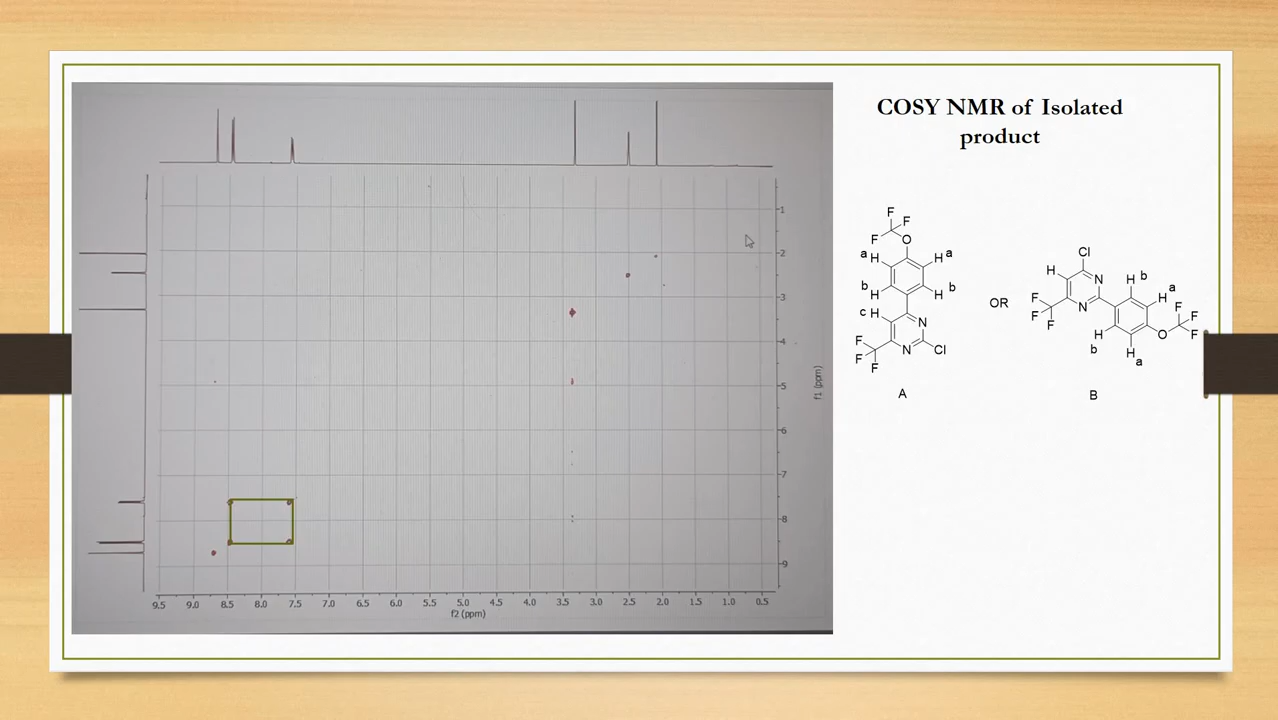 COSY NMR of Isolated
product
1
2
3
4
5
6
7
8
9
f1 (ppm)
9.5 9.0 8.5 8.0 7.5 7.0 6.5 6.0 5.5 5.0 4.5 4.0 3.5 3.0 2.5 2.0 1.5 1.0 0.5
f2 (ppm)
F
F
F O
a H H a
b H H b
c H N
F N Cl
F
F
A
OR
Cl
H N H b
H a
F N
F
F
H
b
H
a
O
F
F
F
B